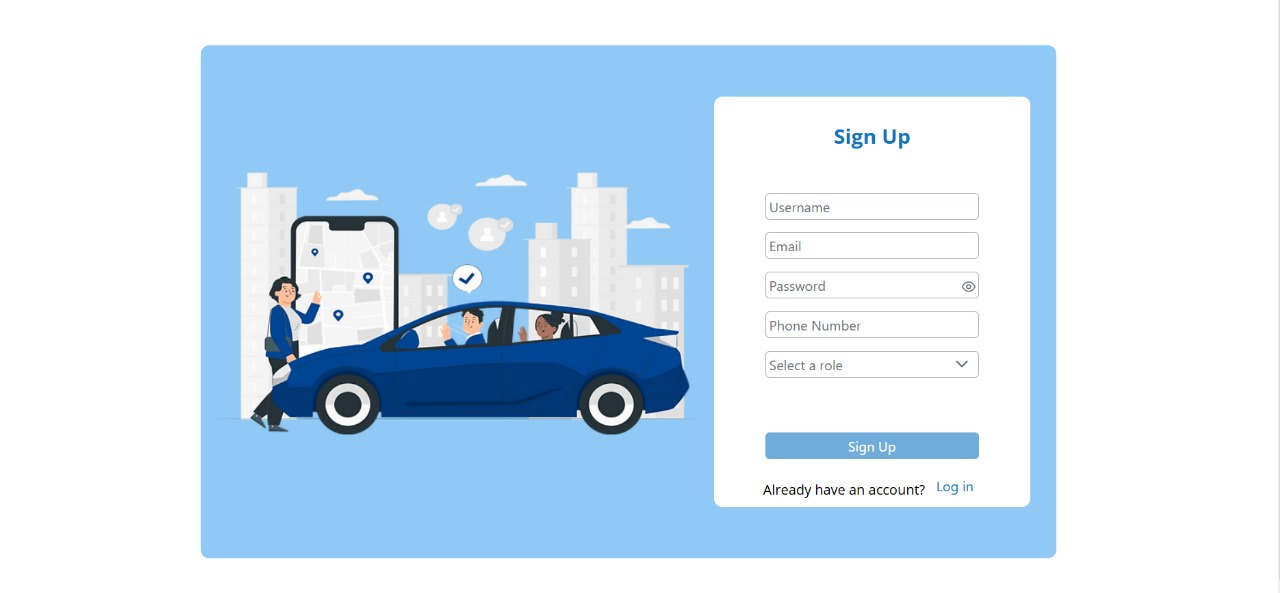 Sign Up
Username
Email
Password
Phone Number
Select a role
Sign Up
Already have an account? Log in